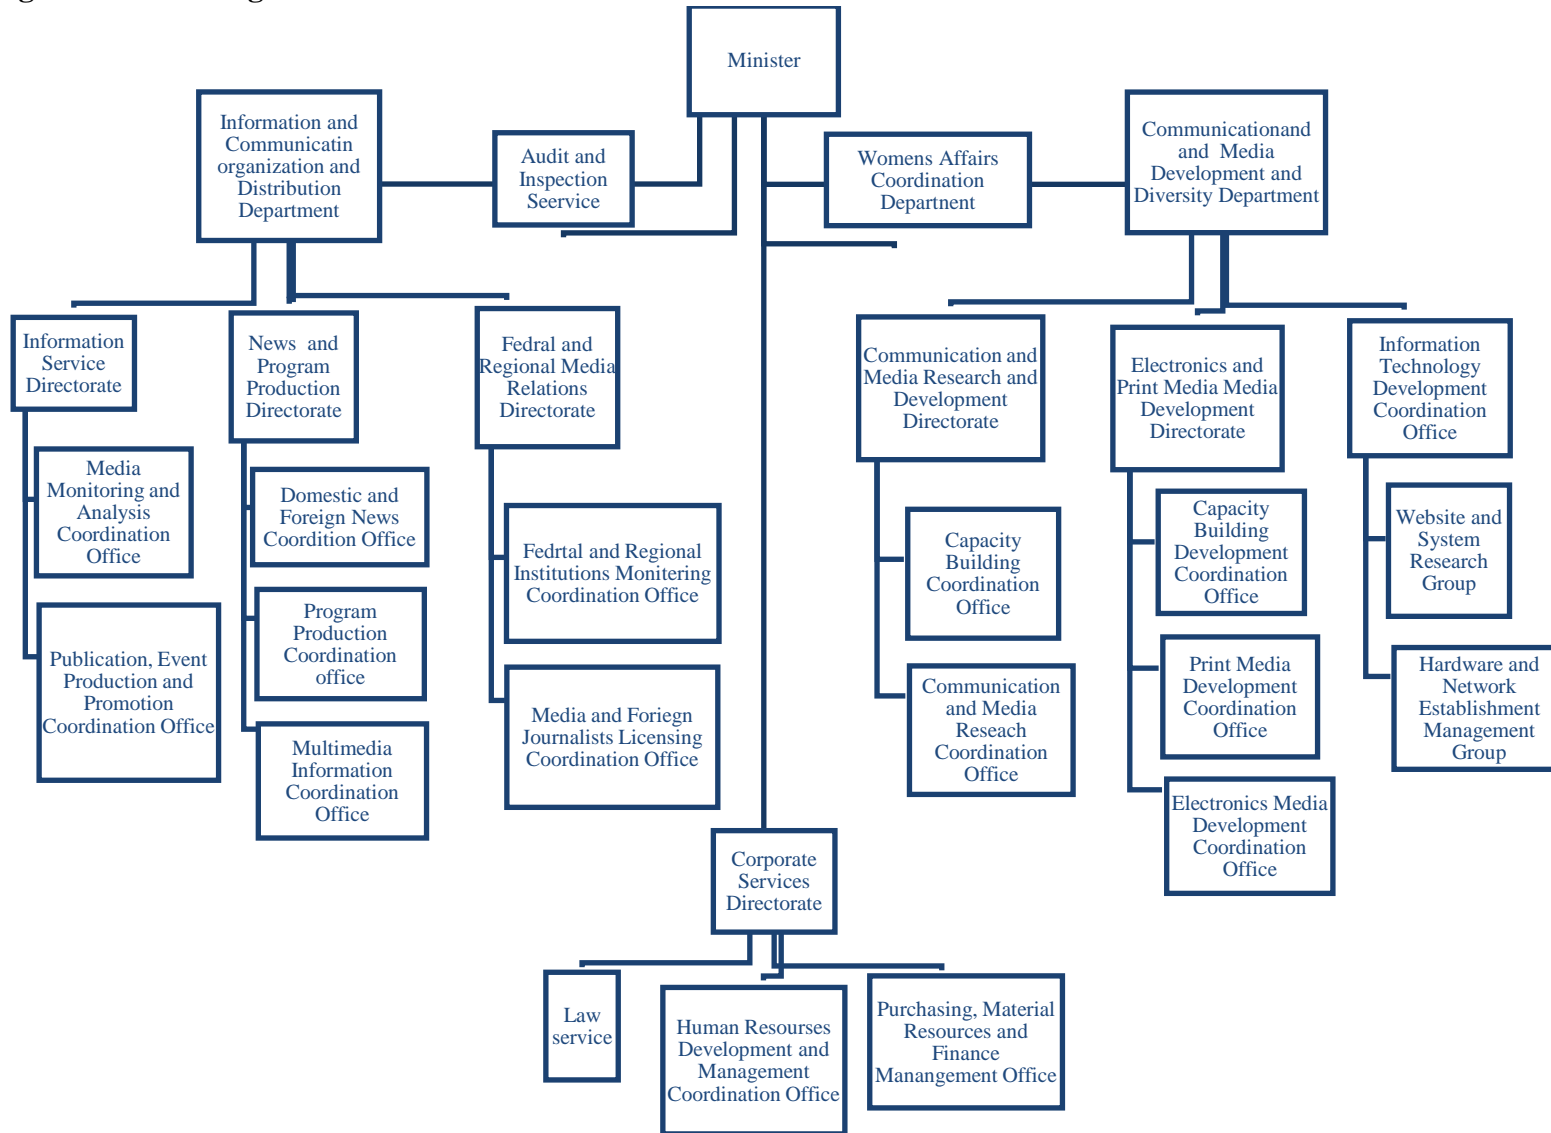 Minister
Information and
Communicatin
organization and
Distribution
Department
Audit and
Inspection
Seervice
Womens Affairs
Coordination
Departnent
Communicationand
and Media
Development and
Diversity Department
Information
Service
Directorate
News and
Program
Production
Directorate
Fedral and
Regional Media
Relations
Directorate
Communication and
Media Research and
Development
Directorate
Electronics and
Print Media Media
Development
Directorate
Information
Technology
Development
Coordination
Office
Media
Monitoring and
Analysis
Coordination
Office
Publication, Event
Production and
Promotion
Coordination Office
Domestic and
Foreign News
Coordition Office
Program
Production
Coordination
office
Multimedia
Information
Coordination
Office
Fedrtal and Regional
Institutions Monitering
Coordination Office
Media and Foriegn
Journalists Licensing
Coordination Office
Capacity
Building
Coordination
Office
Communication
and Media
Reseach
Coordination
Office
Capacity
Building
Development
Coordination
Office
Print Media
Development
Coordination
Office
Electronics Media
Development
Coordination
Office
Website and
System
Research
Group
Hardware and
Network
Establishment
Management
Group
Corporate
Services
Directorate
Law
service
Human Resourses
Development and
Management
Coordination Office
Purchasing, Material
Resources and
Finance
Manangement Office